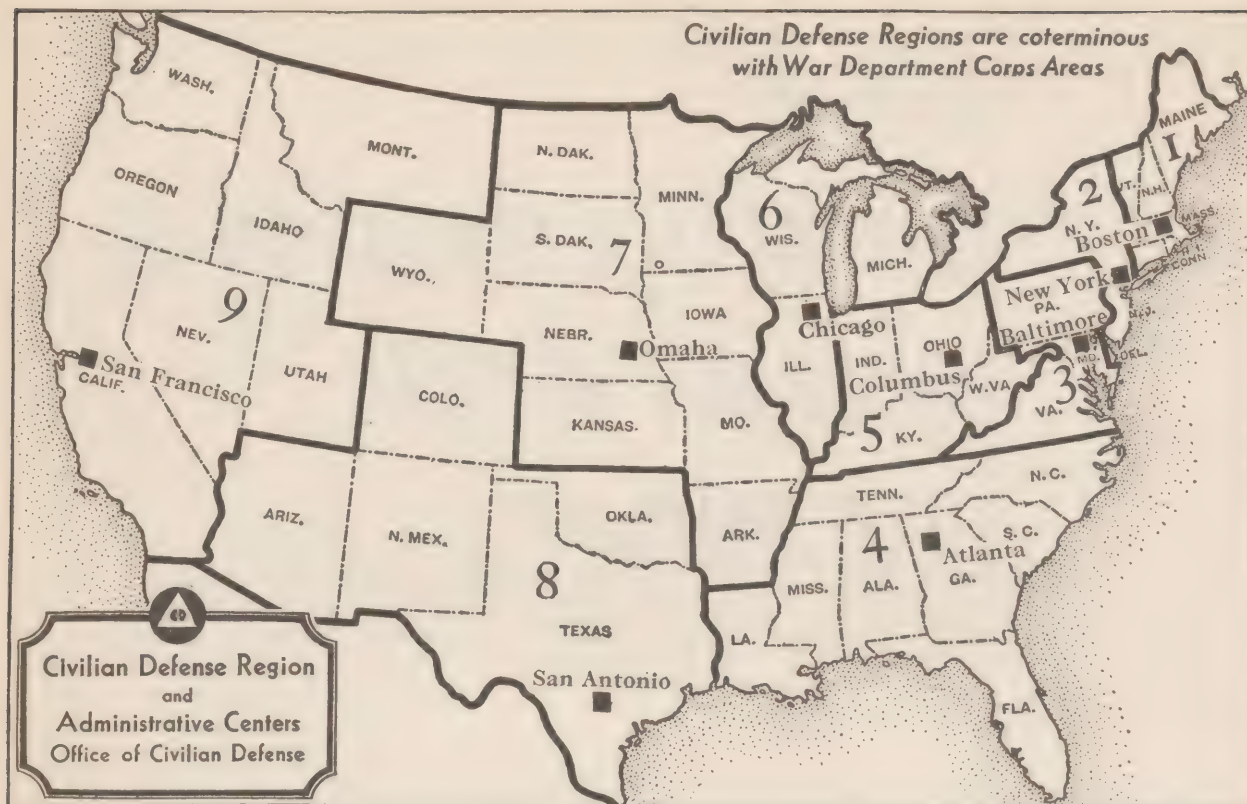 Civilian Defense Regions are coterminous
with War Department Corps Areas
WASH.
MONT.
N. DAK.
MINN.
MAINE
1
OREGON
IDAHO
S. DAK.
7
6
WIS.
MICH.
2
N. Y.
VT.
N.H.
Boston
MASS.
R.I.
CONN.
WYO.
IOWA
New York
PA.
N.J.
9
NEV.
NEBR.
Omaha
Chicago
Baltimore
MD.
DEL.
San Francisco
CALIF.
UTAH
COLO.
ILL.
IND.
OHIO
Columbus
W.VA
3
VA.
KANSAS.
MO.
5
KY.
ARIZ.
N. MEX.
OKLA.
ARK.
TENN.
N.C.
S.C.
4
Atlanta
8
MISS.
ALA.
GA.
TEXAS
LA.
San Antonio
FLA.
CD
Civilian Defense Region
and
Administrative Centers
Office of Civilian Defense